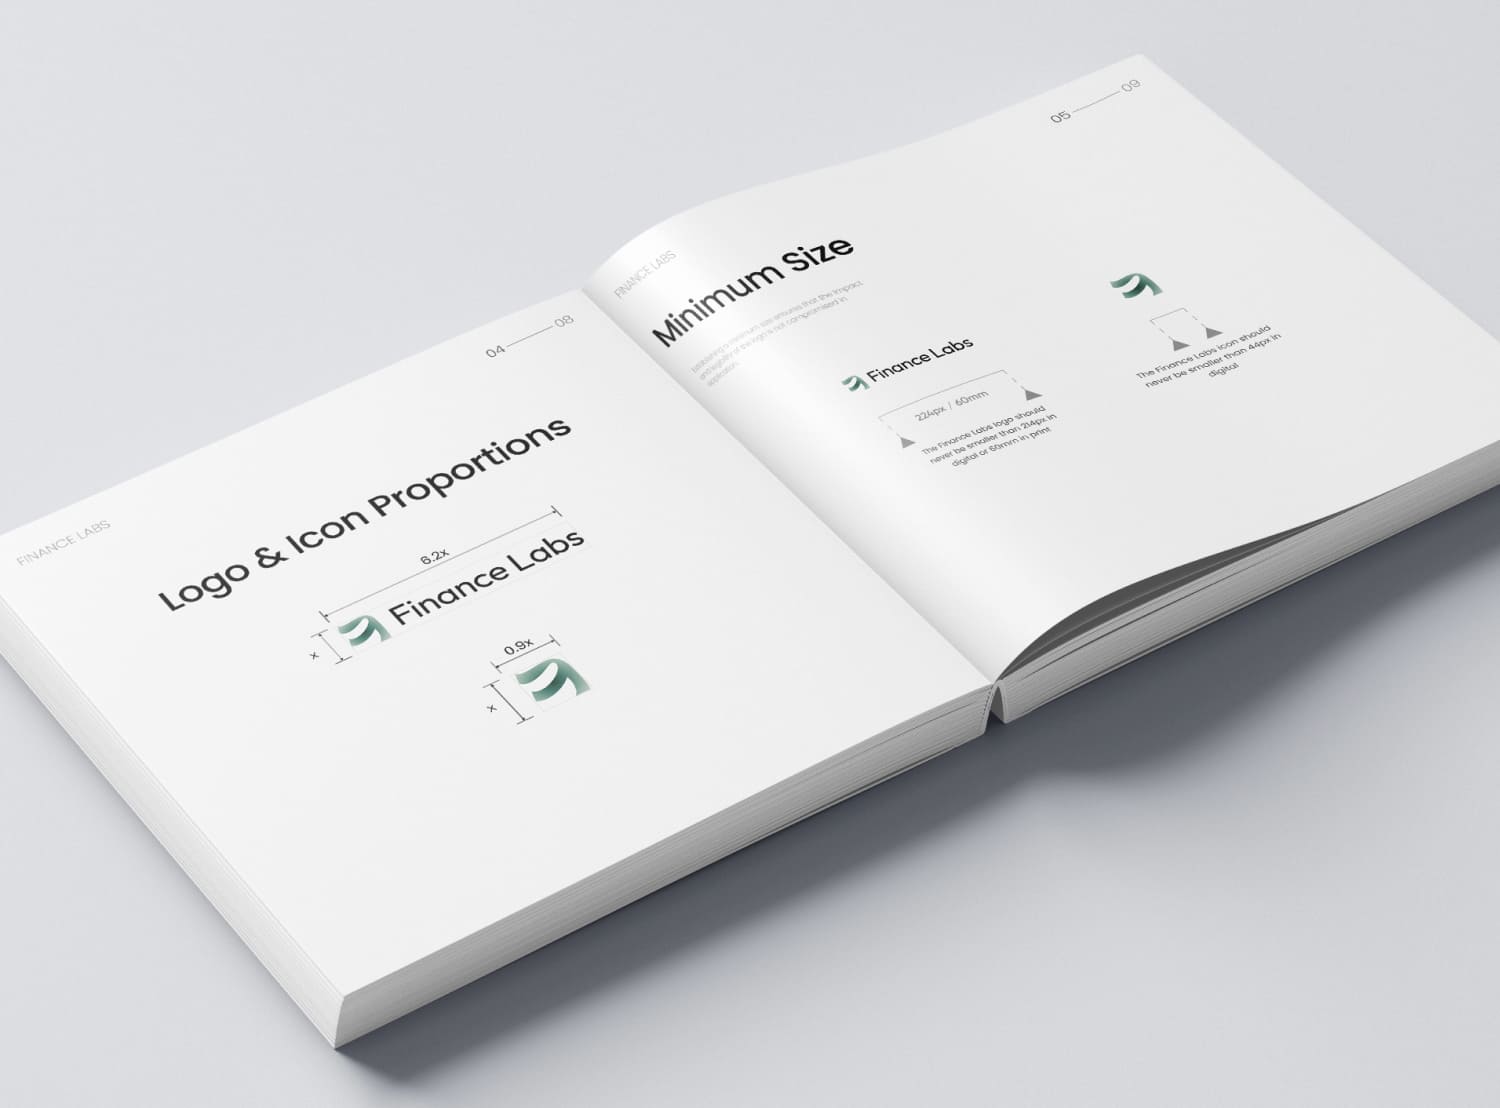 FINANCE LABS
04 — 08
Logo & Icon Proportions
6.2x
x
Finance Labs
0.9x
x
FINANCE LABS
05 — 09
Minimum Size
Establishing a minimum size ensures that the impact
and legibility of the logo is not compromised in
application.
Finance Labs
224px / 60mm
The Finance Labs logo should
never be smaller than 214px in
digital or 60mm in print
The Finance Labs icon should
never be smaller than 44px in
digital